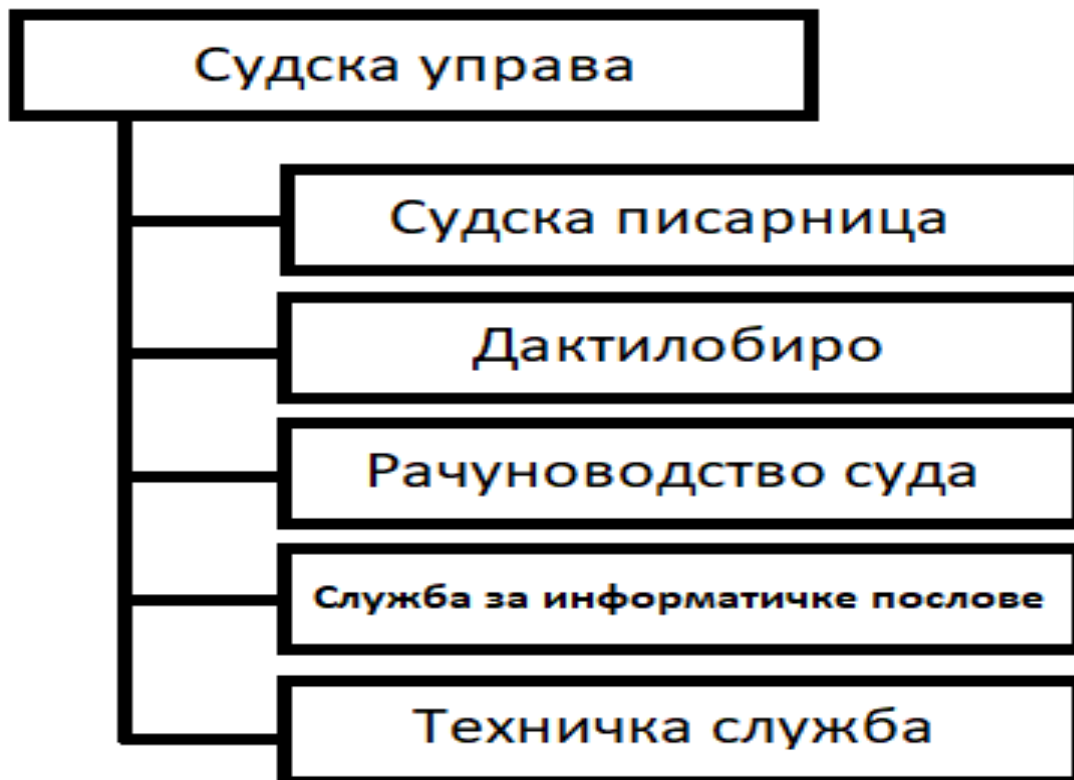 Судска управа
Судска писарница
Дактилобиро
Рачуноводство суда
Служба за информатичке послове
Техничка служба